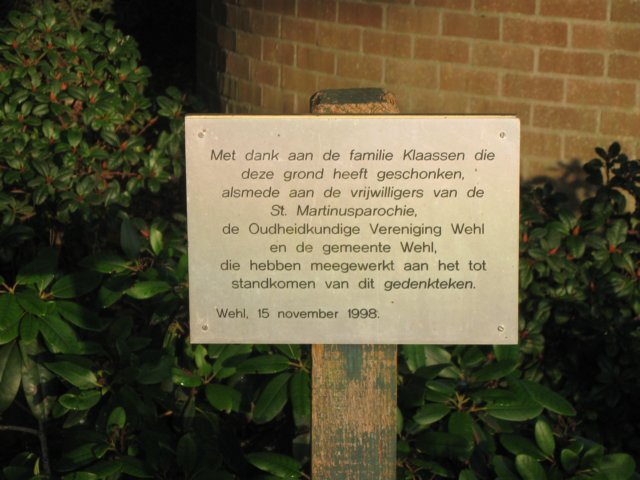 Met dank aan de familie Klaassen die
deze grond heeft geschonken,
alsmede aan de vrijwilligers van de
St. Martinusparochie,
de Oudheidkundige Vereniging Wehl
en de gemeente Wehl,
die hebben meegewerkt aan het tot
standkomen van dit gedenkteken.
Wehl, 15 november 1998.